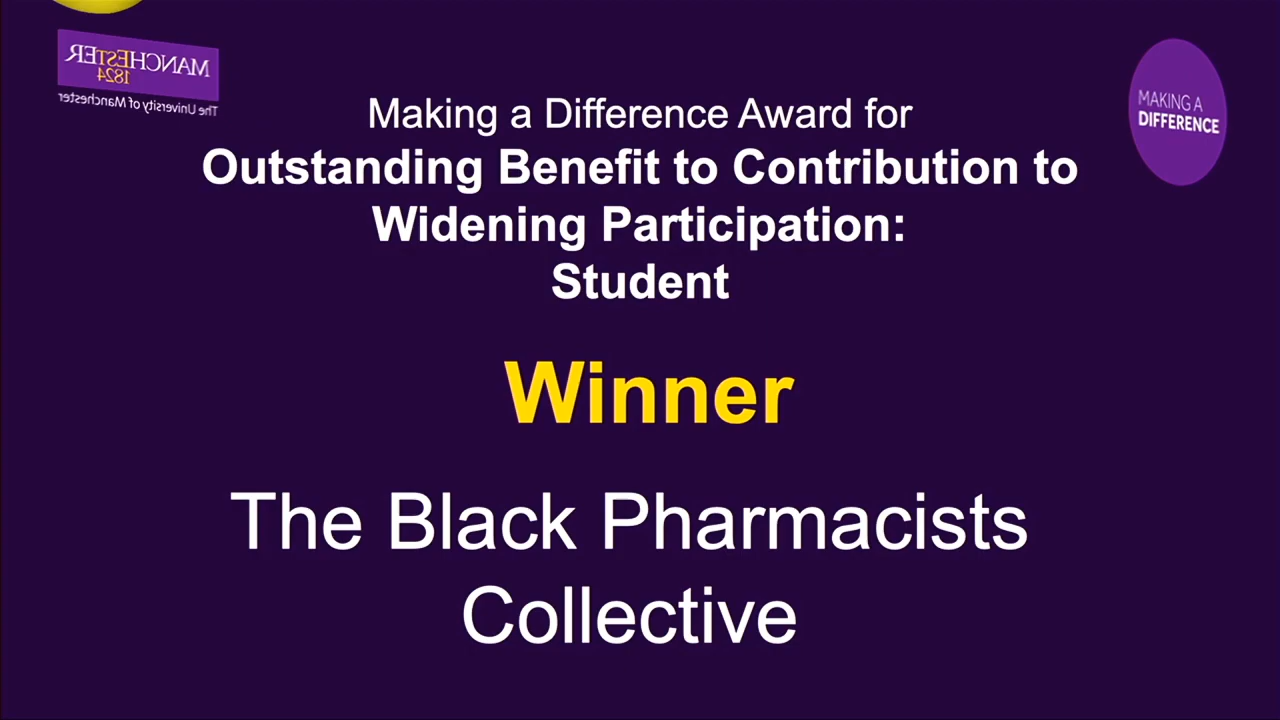 MANCHESTER
1824
The University of Manchester
MAKING A
DIFFERENCE
Making a Difference Award for
Outstanding Benefit to Contribution to
Widening Participation:
Student
Winner
The Black Pharmacists
Collective